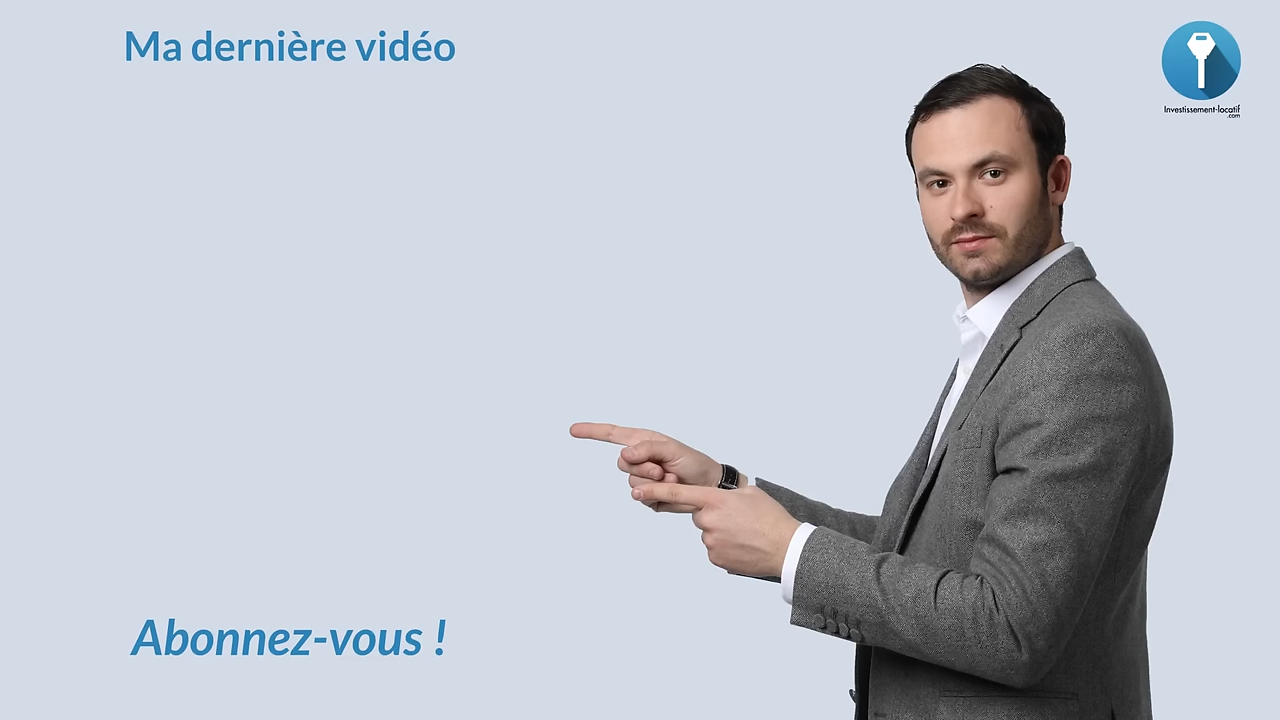 Ma dernière vidéo
Investissement-locatif
.com
Abonnez-vous !